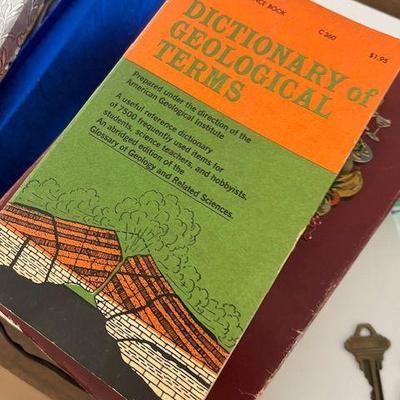 NCE BOOK C 360 $1.95
DICTIONARY of
GEOLOGICAL
TERMS
Prepared under the direction of the
American Geological Institute
A useful reference dictionary
of 7500 frequently used items for
students, science teachers, and hobbyists.
An abridged edition of the
Glossary of Geology and Related Sciences.